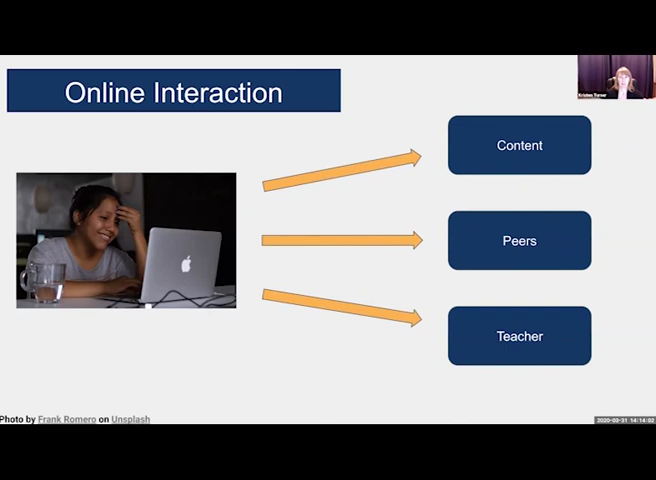 Online Interaction
Kristen Turner
Content
Peers
Teacher
Photo by Frank Romero on Unsplash
2020-03-31 14:14:02